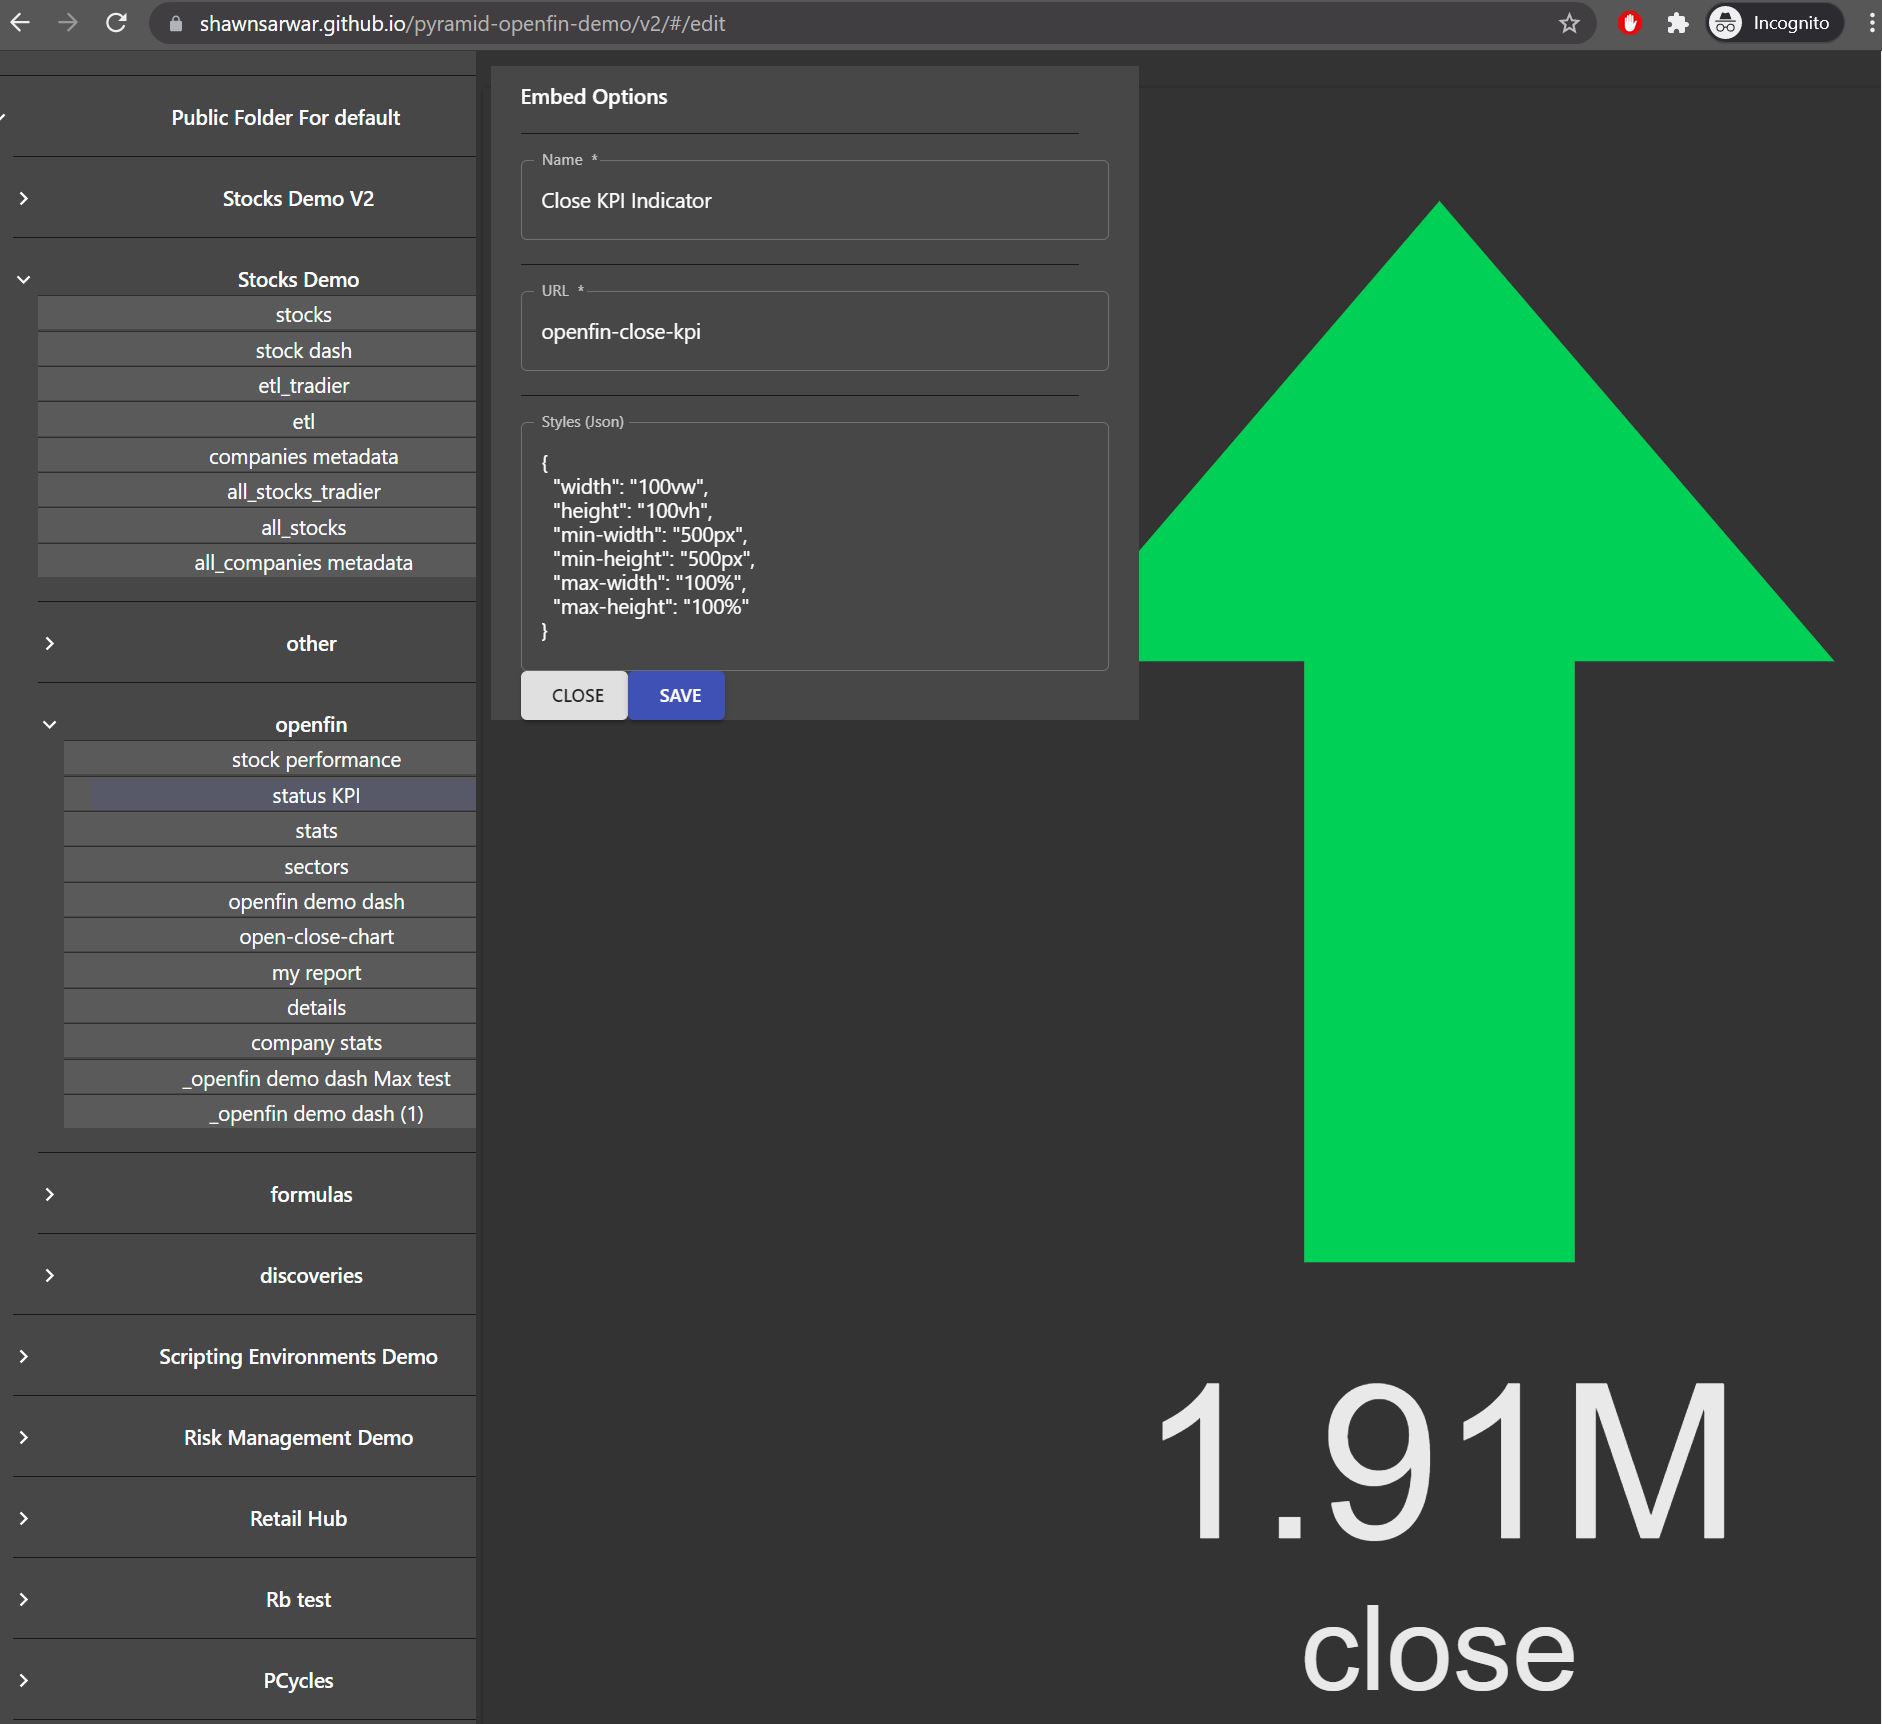 shawnsarwar.github.io/pyramid-openfin-demo/v2/#/edit
Incognito
Public Folder For default
Stocks Demo V2
Stocks Demo
stocks
stock dash
etl_tradier
etl
companies metadata
all_stocks_tradier
all_stocks
all_companies metadata
other
openfin
stock performance
status KPI
stats
sectors
openfin demo dash
open-close-chart
my report
details
company stats
_openfin demo dash Max test
_openfin demo dash (1)
formulas
discoveries
Scripting Environments Demo
Risk Management Demo
Retail Hub
Rb test
PCycles
Embed Options
Name *
Close KPI Indicator
URL *
openfin-close-kpi
Styles (Json)
{
"width": "100vw",
"height": "100vh",
"min-width": "500px",
"min-height": "500px",
"max-width": "100%",
"max-height": "100%"
}
CLOSE SAVE
1.91M
close